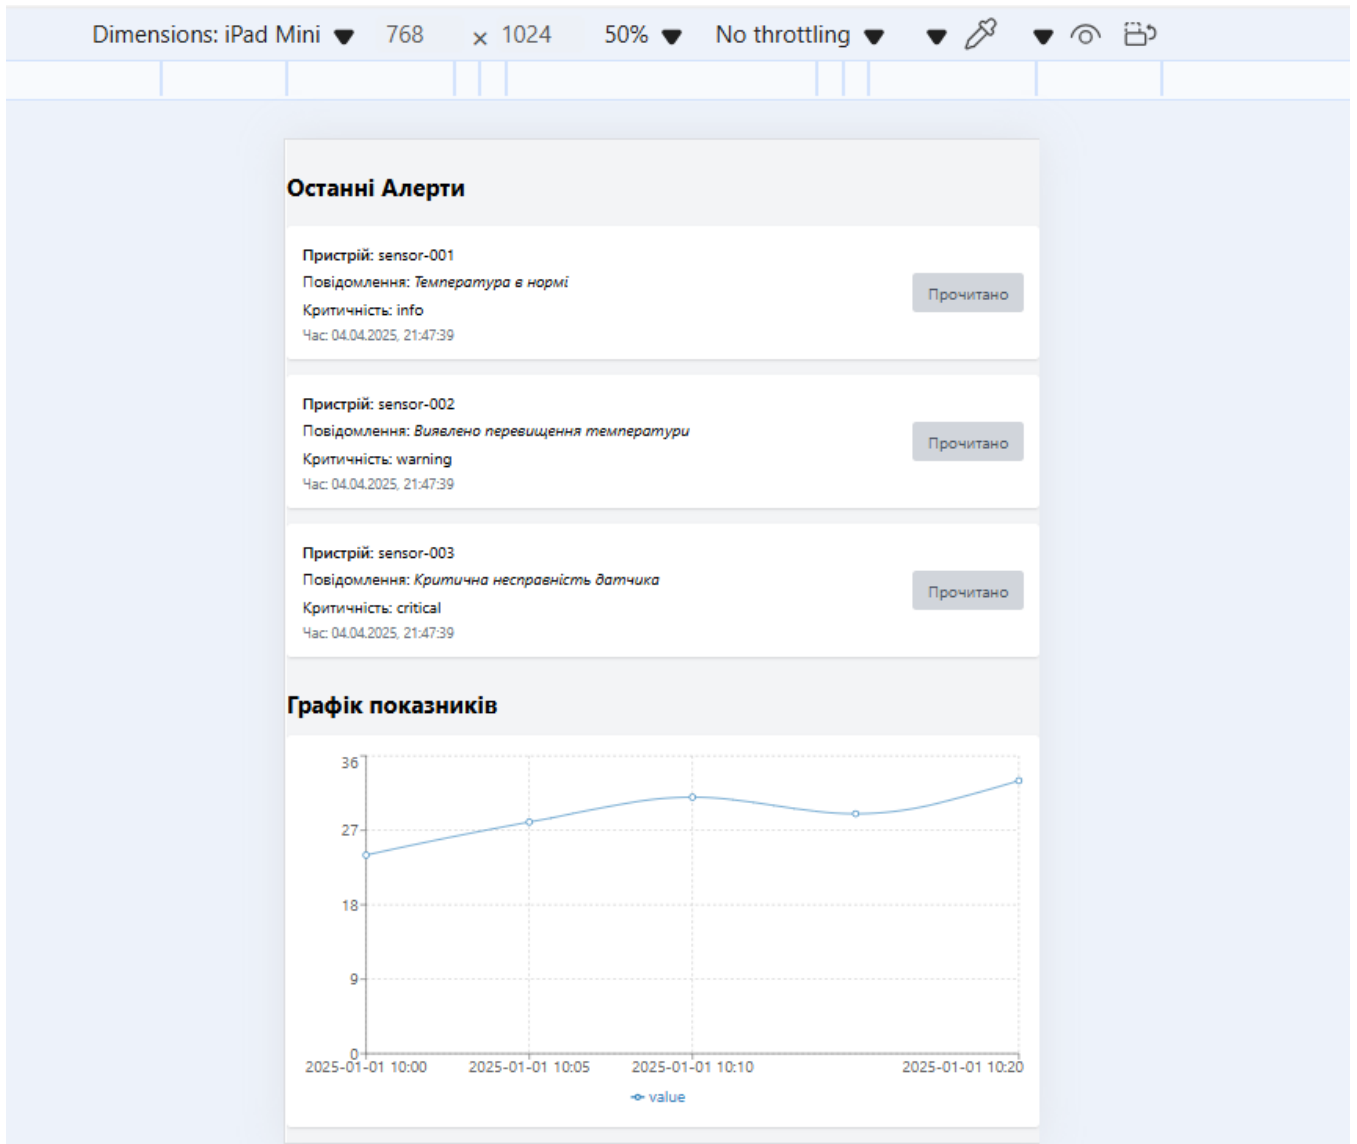 Dimensions: iPad Mini 768 × 1024 50% No throttling
Останні Алерти
Пристрій: sensor-001
Повідомлення: Температура в нормі
Критичність: info
Час: 04.04.2025, 21:47:39
Прочитано
Пристрій: sensor-002
Повідомлення: Виявлено перевищення температури
Критичність: warning
Час: 04.04.2025, 21:47:39
Прочитано
Пристрій: sensor-003
Повідомлення: Критична несправність датчика
Критичність: critical
Час: 04.04.2025, 21:47:39
Прочитано
Графік показників
36
27
18
9
0
2025-01-01 10:00 2025-01-01 10:05 2025-01-01 10:10 2025-01-01 10:20
value